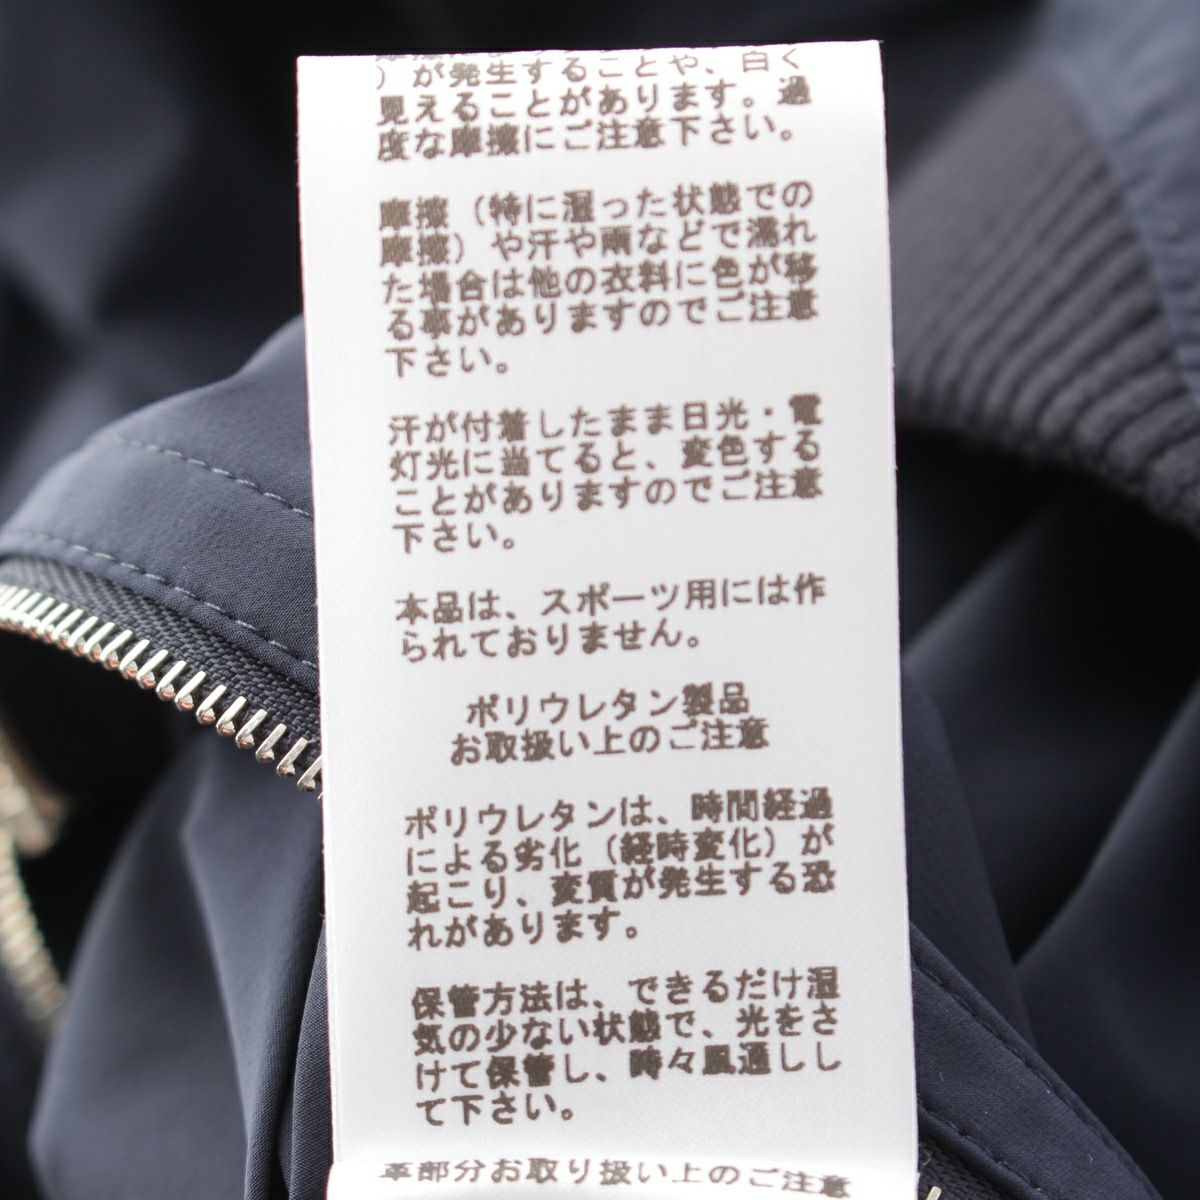 ）が発生することや、白く
見えることがあります。過
度な摩擦にご注意下さい。
摩擦（特に湿った状態での
摩擦）や汗や雨などで濡れ
た場合は他の衣料に色が移
る事がありますのでご注意
下さい。
汗が付着したまま日光・電
灯光に当てると、変色する
ことがありますのでご注意
下さい。
本品は、スポーツ用には作
られておりません。
ポリウレタン製品
お取扱い上のご注意
ポリウレタンは、時間経過
による劣化（経時変化）が
起こり、変質が発生する恐
れがあります。
保管方法は、できるだけ湿
気の少ない状態で、光をさ
けて保管し、時々風通しし
て下さい。
革部分お取り扱い上のご注意